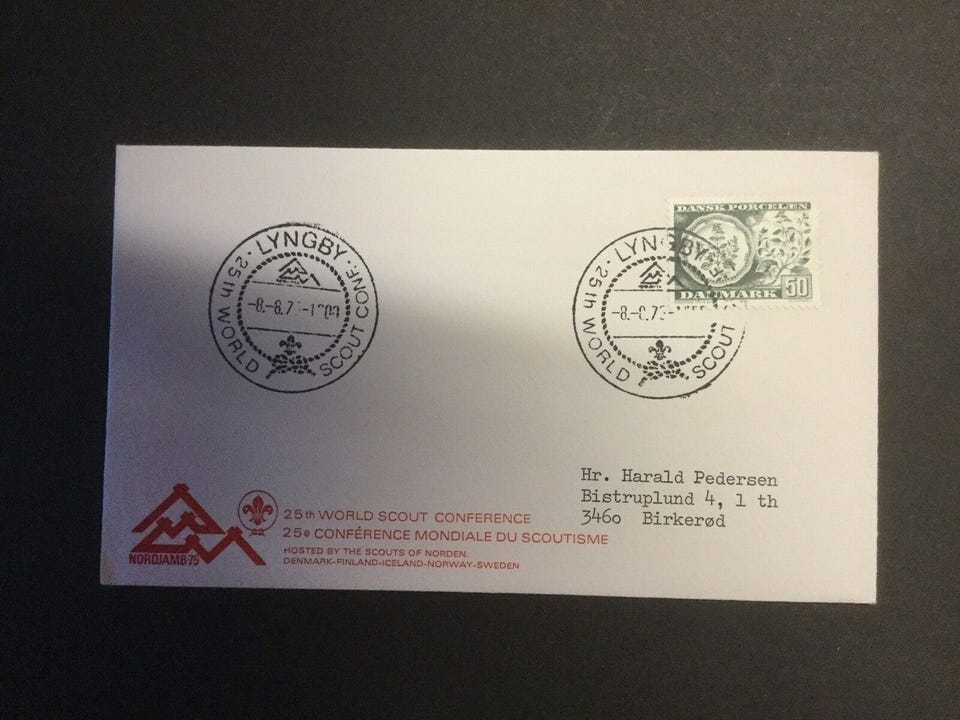 LYNGBY
25th WORLD SCOUT CONF.
LYNGBY
25th WORLD SCOUT
DANSK PORCELÆN
DANMARK 50
Hr. Harald Pedersen
Bistruplund 4, 1 th
3460 Birkerød
NORDJAMB-75
25th WORLD SCOUT CONFERENCE
25e CONFÉRENCE MONDIALE DU SCOUTISME
HOSTED BY THE SCOUTS OF NORDEN:
DENMARK-FINLAND-ICELAND-NORWAY-SWEDEN